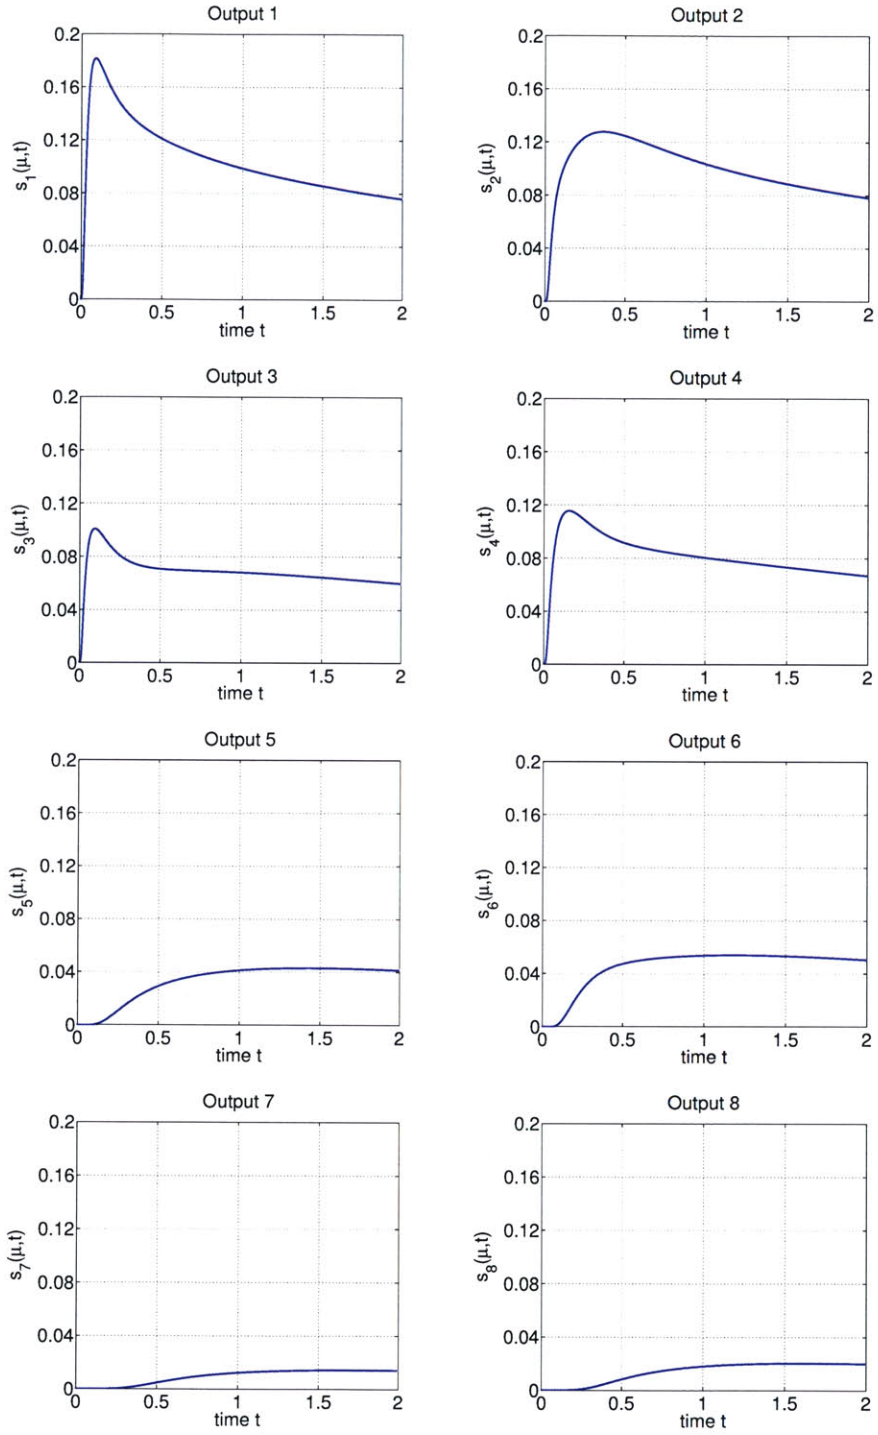 Output 1
0.2
0.16
0.12
0.08
0.04
0
s1(μ,t)
0 0.5 1 1.5 2
time t
Output 2
0.2
0.16
0.12
0.08
0.04
0
s2(μ,t)
0 0.5 1 1.5 2
time t
Output 3
0.2
0.16
0.12
0.08
0.04
0
s3(μ,t)
0 0.5 1 1.5 2
time t
Output 4
0.2
0.16
0.12
0.08
0.04
0
s4(μ,t)
0 0.5 1 1.5 2
time t
Output 5
0.2
0.16
0.12
0.08
0.04
0
s5(μ,t)
0 0.5 1 1.5 2
time t
Output 6
0.2
0.16
0.12
0.08
0.04
0
s6(μ,t)
0 0.5 1 1.5 2
time t
Output 7
0.2
0.16
0.12
0.08
0.04
0
s7(μ,t)
0 0.5 1 1.5 2
time t
Output 8
0.2
0.16
0.12
0.08
0.04
0
s8(μ,t)
0 0.5 1 1.5 2
time t